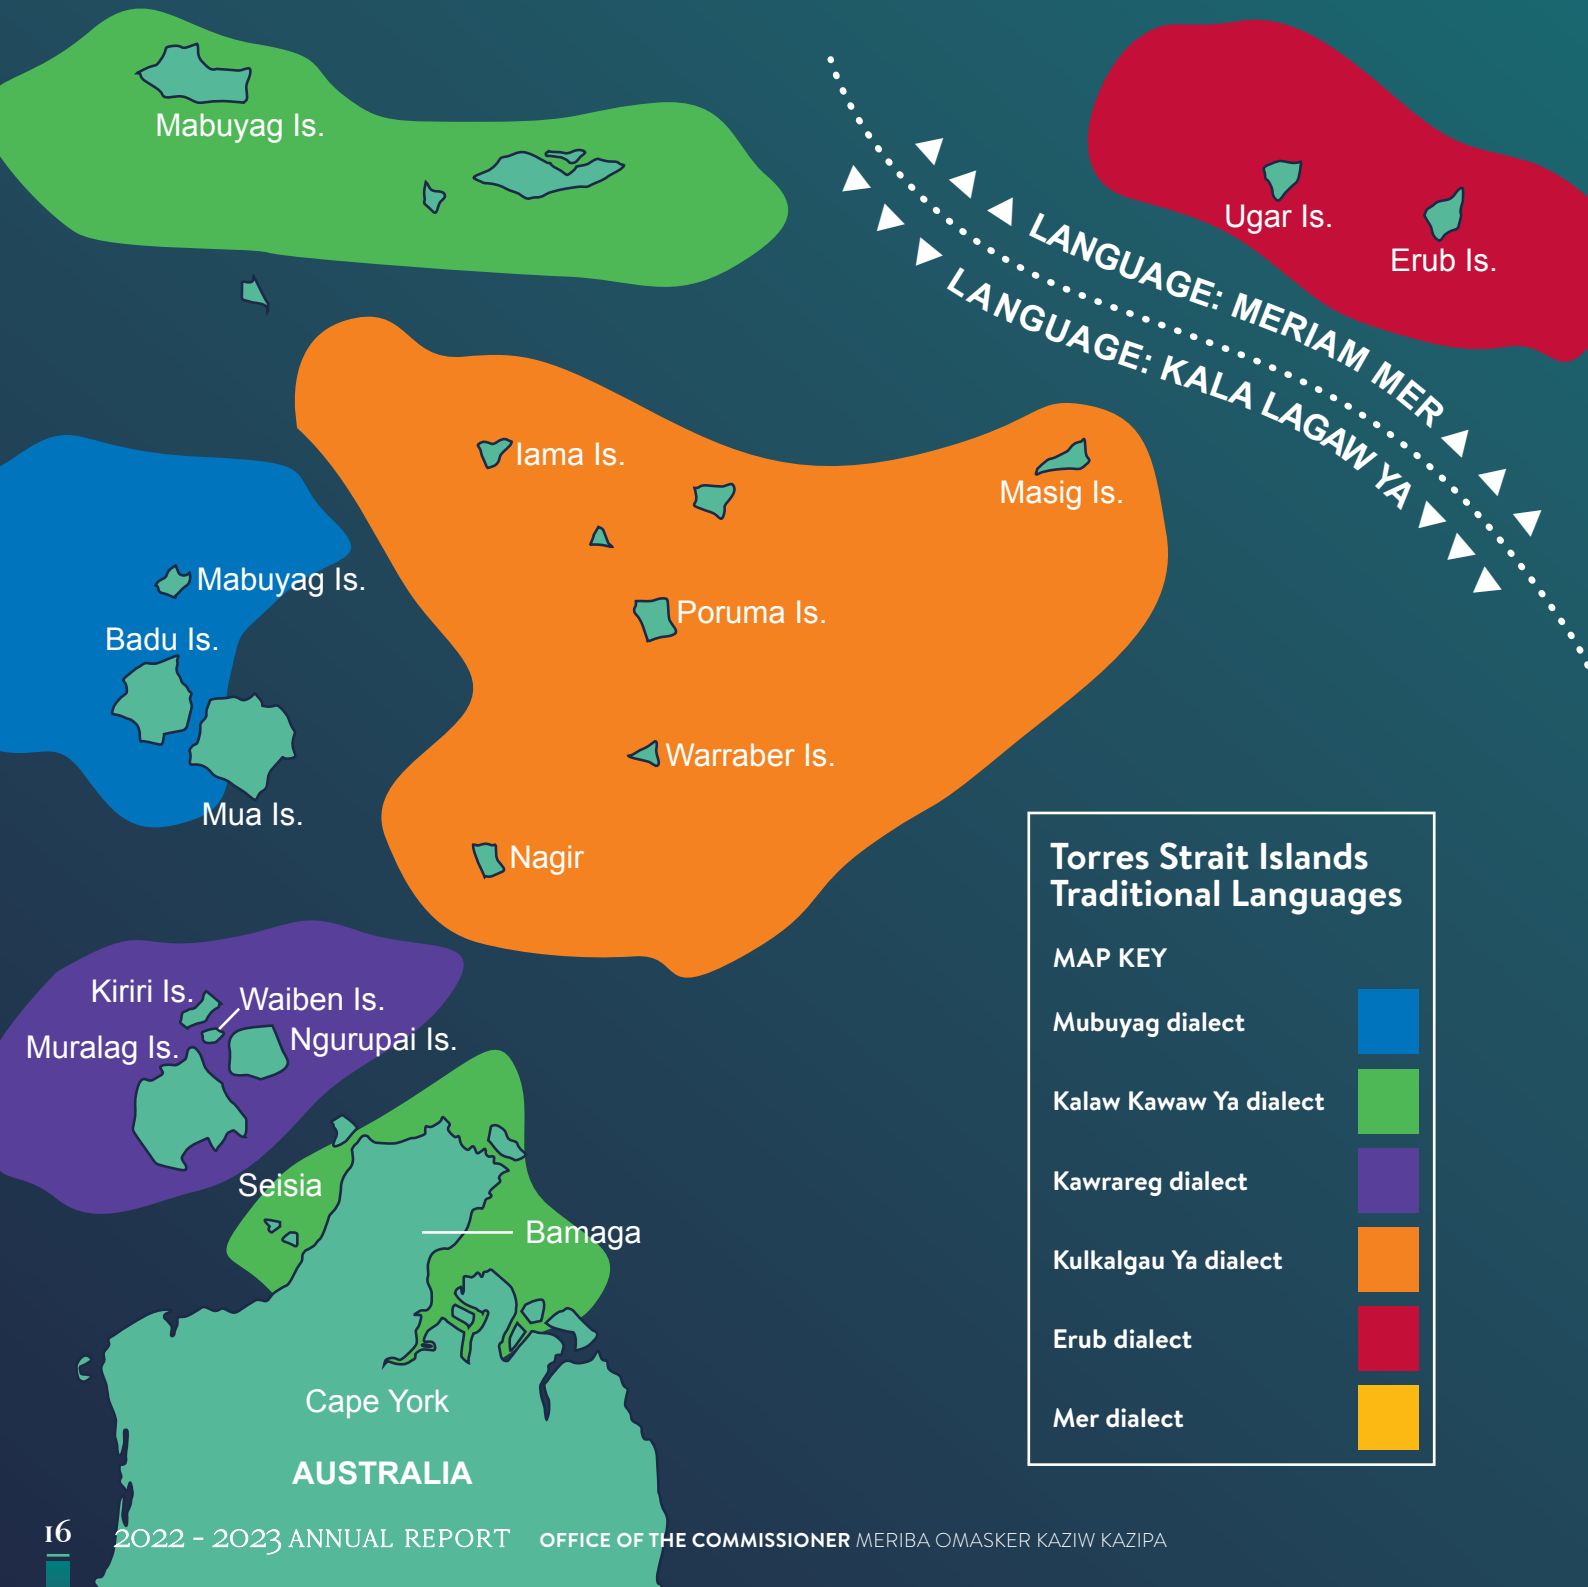 Mabuyag Is.
Ugar Is.
Erub Is.
LANGUAGE: MERIAM MER
LANGUAGE: KALA LAGAW YA
Iama Is.
Masig Is.
Mabuyag Is.
Poruma Is.
Badu Is.
Warraber Is.
Mua Is.
Nagir
Kiriri Is.
Waiben Is.
Muralag Is.
Ngurupai Is.
Seisia
Bamaga
Cape York
AUSTRALIA
Torres Strait Islands
Traditional Languages
MAP KEY
Mubuyag dialect
Kalaw Kawaw Ya dialect
Kawrareg dialect
Kulkalgau Ya dialect
Erub dialect
Mer dialect
16 2022 - 2023 ANNUAL REPORT OFFICE OF THE COMMISSIONER MERIBA OMASKER KAZIW KAZIPA